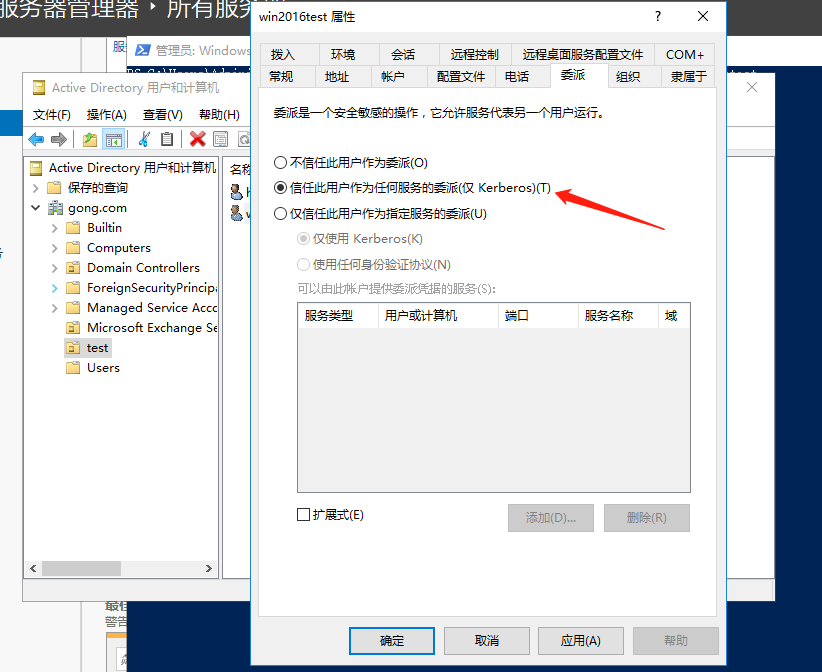 服务器管理器 ‣ 所有服务
win2016test 属性
? ×
服
管理员: Windows
Active Directory 用户和计算机
文件(F) 操作(A) 查看(V) 帮助(H)
Active Directory 用户和计算机
保存的查询
gong.com
Builtin
Computers
Domain Controllers
ForeignSecurityPrincipa
Managed Service Acco
Microsoft Exchange Se
test
Users
名称
拨入 环境 会话 远程控制 远程桌面服务配置文件 COM+
常规 地址 帐户 配置文件 电话 委派 组织 隶属于
委派是一个安全敏感的操作，它允许服务代表另一个用户运行。
不信任此用户作为委派(O)
信任此用户作为任何服务的委派(仅 Kerberos)(T)
仅信任此用户作为指定服务的委派(U)
仅使用 Kerberos(K)
使用任何身份验证协议(N)
可以由此帐户提供委派凭据的服务(S):
服务类型 用户或计算机 端口 服务名称 域
扩展式(E)
添加(D)... 删除(R)
确定 取消 应用(A) 帮助
警告